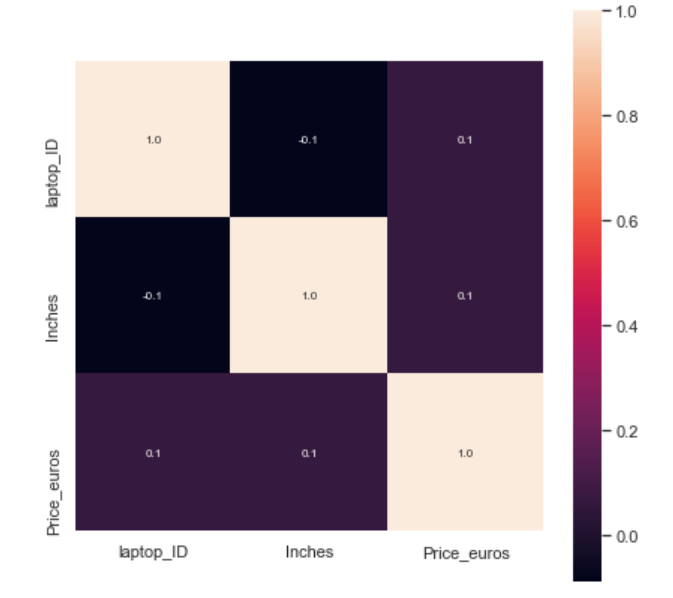 1.0
0.8
0.6
0.4
0.2
0.0
laptop_ID
1.0
-0.1
0.1
Inches
-0.1
1.0
0.1
Price_euros
0.1
0.1
1.0
laptop_ID
Inches
Price_euros